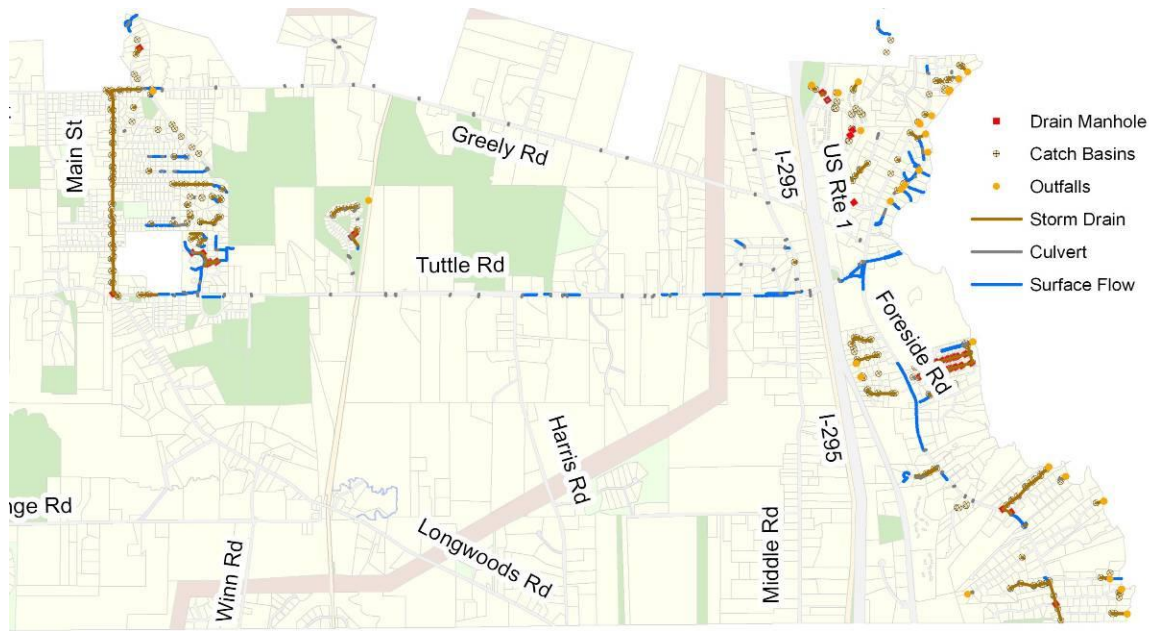 Main St
Greely Rd
I-295
US Rte 1
Tuttle Rd
Foreside Rd
Harris Rd
I-295
nge Rd
Winn Rd
Longwoods Rd
Middle Rd
Drain Manhole
Catch Basins
Outfalls
Storm Drain
Culvert
Surface Flow